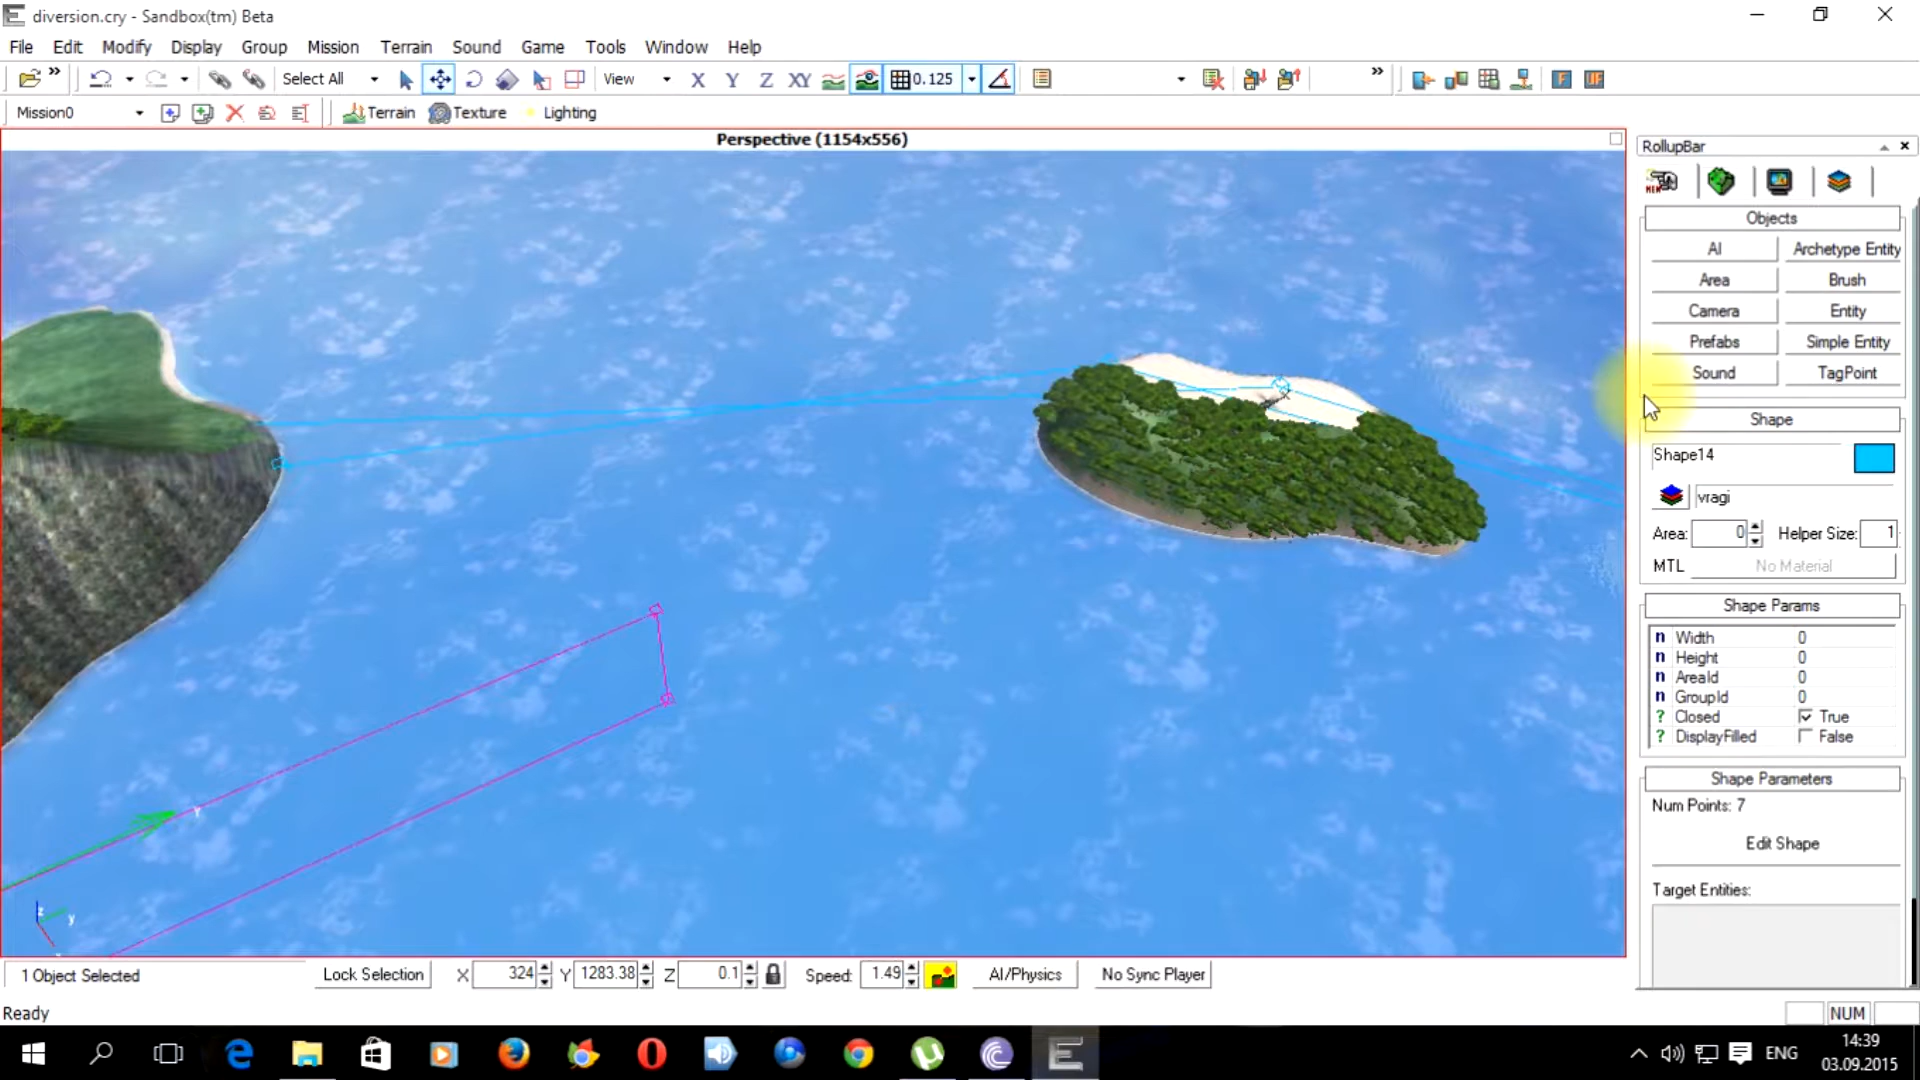 diversion.cry - Sandbox(tm) Beta
File Edit Modify Display Group Mission Terrain Sound Game Tools Window Help
Select All View X Y Z XY 0.125 F UF
Mission0 Terrain Texture Lighting
Perspective (1154x556)
RollupBar
Objects
AI Archetype Entity
Area Brush
Camera Entity
Prefabs Simple Entity
Sound TagPoint
Shape
Shape14
vragi
Area: 0 Helper Size: 1
MTL No Material
Shape Params
n Width 0
n Height 0
n AreaId 0
n GroupId 0
? Closed True
? DisplayFilled False
Shape Parameters
Num Points: 7
Edit Shape
Target Entities:
Y
z
y
1 Object Selected Lock Selection X 324 Y 1283.38 Z 0.1 Speed: 1.49 AI/Physics No Sync Player
Ready NUM
ENG 14:39
03.09.2015